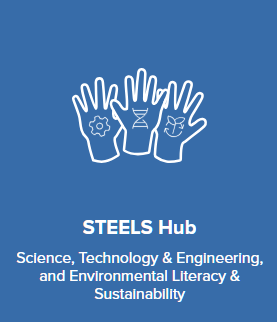 STEELS Hub
Science, Technology & Engineering,
and Environmental Literacy &
Sustainability